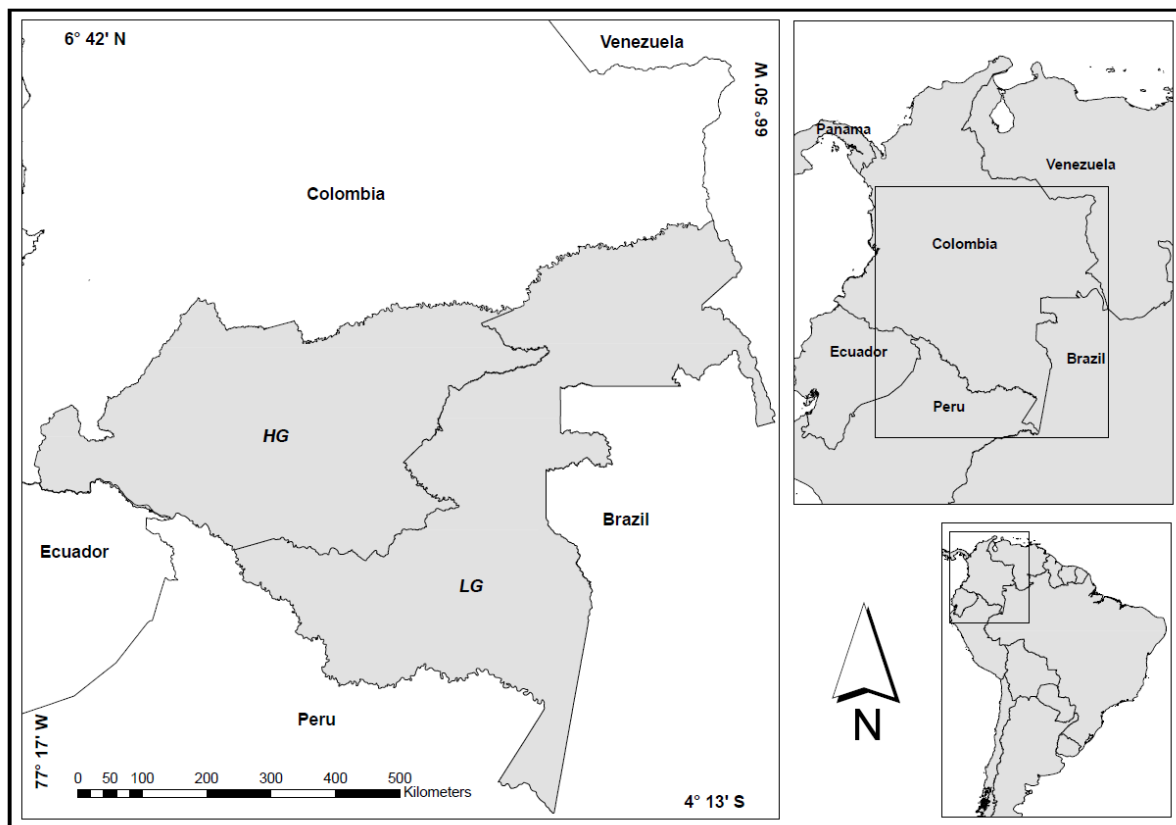 6° 42' N
Venezuela
66° 50' W
Colombia
HG
Ecuador
Brazil
LG
Peru
77° 17' W
0 50 100 200 300 400 500
Kilometers
4° 13' S
Panama
Venezuela
Colombia
Ecuador
Brazil
Peru
N